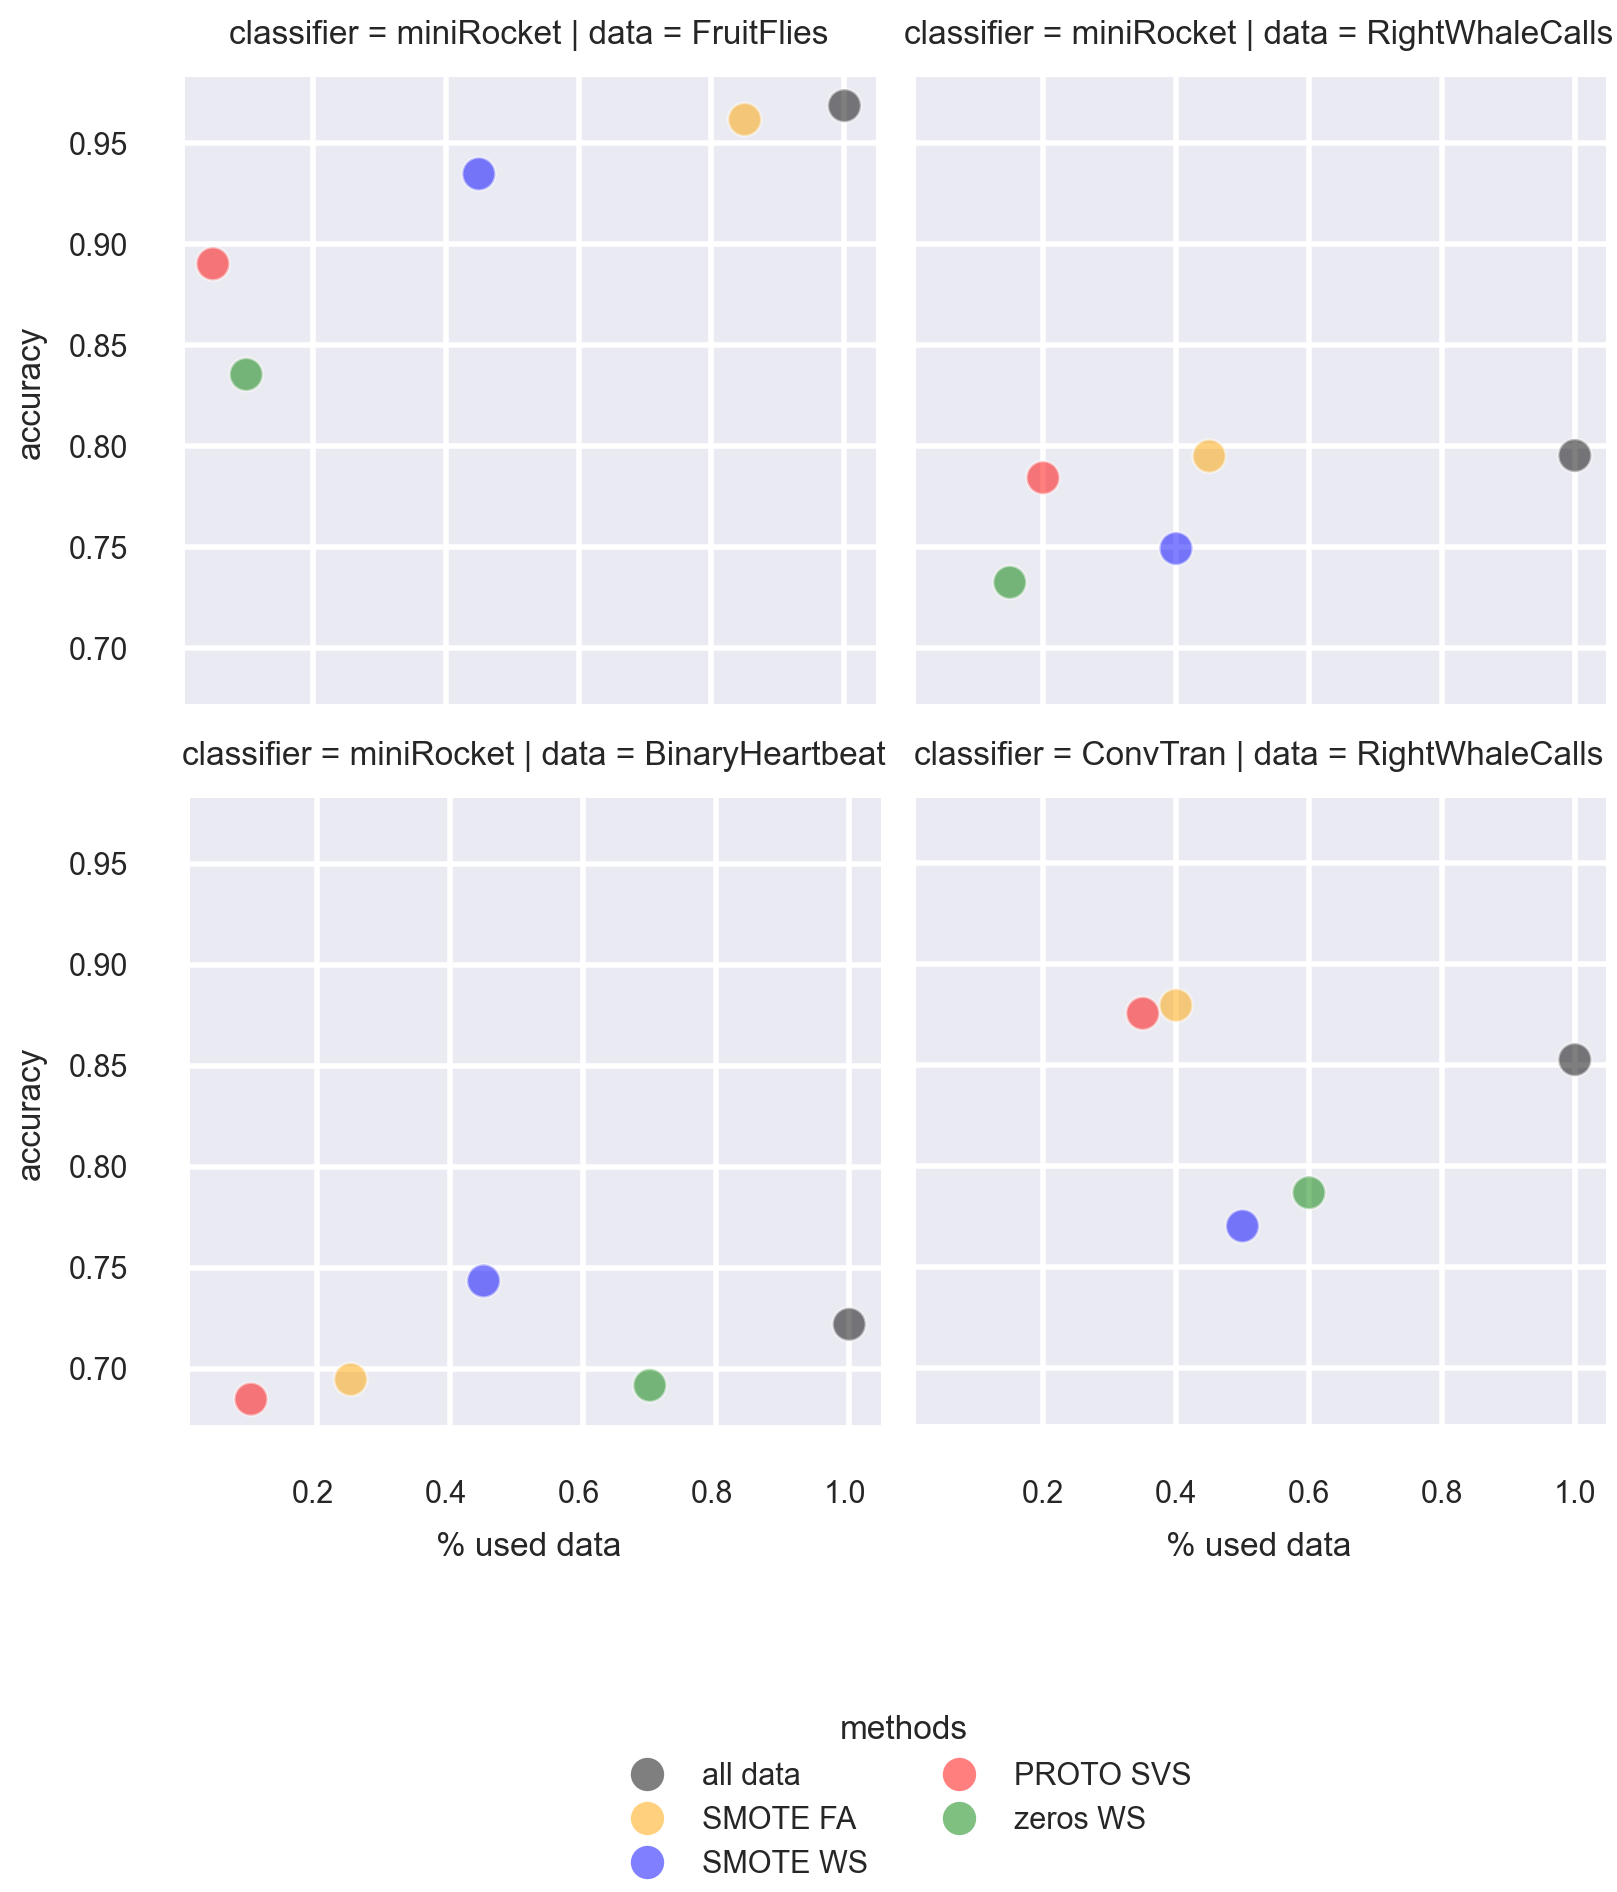 classifier = miniRocket | data = FruitFlies
classifier = miniRocket | data = RightWhaleCalls
accuracy
0.95
0.90
0.85
0.80
0.75
0.70
classifier = miniRocket | data = BinaryHeartbeat
classifier = ConvTran | data = RightWhaleCalls
accuracy
0.95
0.90
0.85
0.80
0.75
0.70
0.2 0.4 0.6 0.8 1.0
% used data
0.2 0.4 0.6 0.8 1.0
% used data
methods
all data
SMOTE FA
SMOTE WS
PROTO SVS
zeros WS